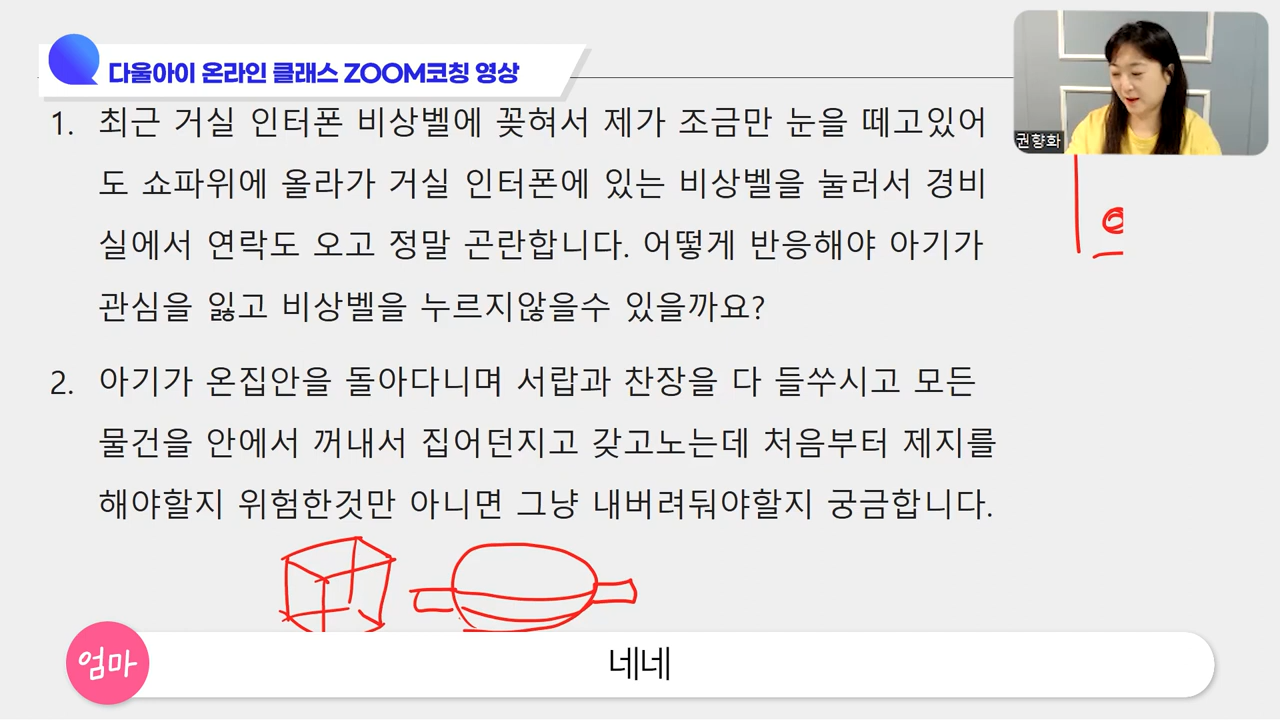 다울아이 온라인 클래스 ZOOM코칭 영상
권향화
1. 최근 거실 인터폰 비상벨에 꽂혀서 제가 조금만 눈을 떼고있어
도 쇼파위에 올라가 거실 인터폰에 있는 비상벨을 눌러서 경비
실에서 연락도 오고 정말 곤란합니다. 어떻게 반응해야 아기가
관심을 잃고 비상벨을 누르지않을수 있을까요?
2. 아기가 온집안을 돌아다니며 서랍과 찬장을 다 들쑤시고 모든
물건을 안에서 꺼내서 집어던지고 갖고노는데 처음부터 제지를
해야할지 위험한것만 아니면 그냥 내버려둬야할지 궁금합니다.
엄마
네네